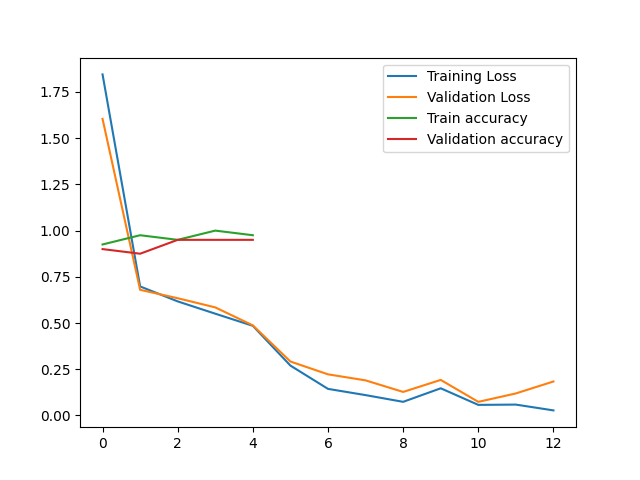 Training Loss
Validation Loss
Train accuracy
Validation accuracy
1.75
1.50
1.25
1.00
0.75
0.50
0.25
0.00
0 2 4 6 8 10 12